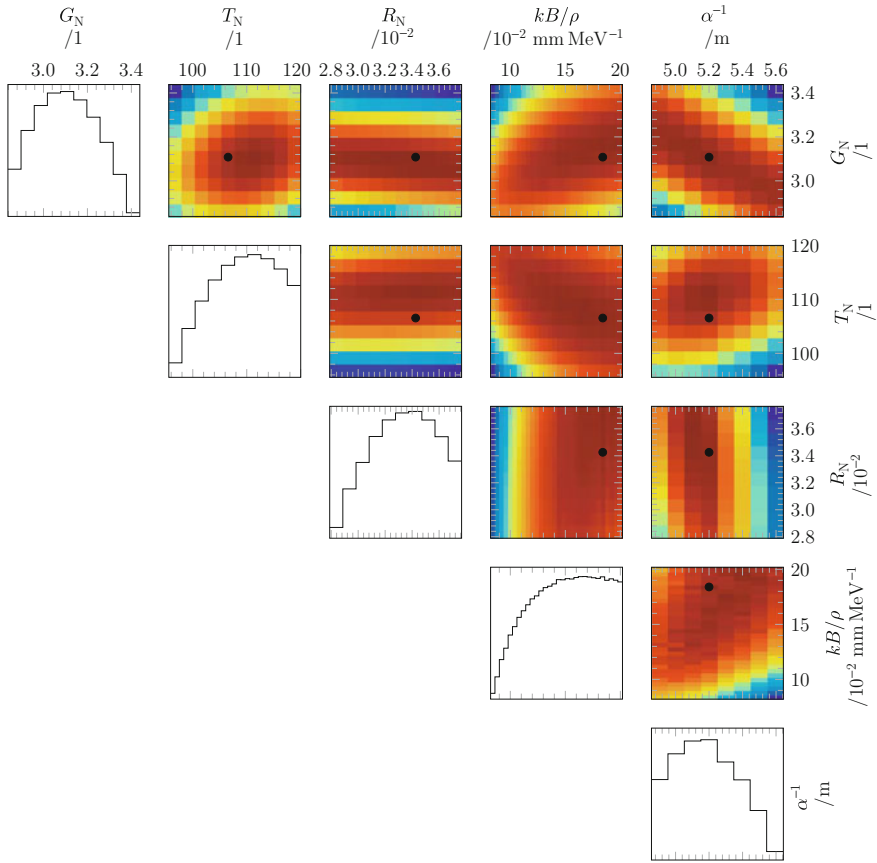 G_N T_N R_N kB/ρ α⁻¹
/1 /1 /10⁻² /10⁻² mm MeV⁻¹ /m
3.0 3.2 3.4 100 110 120 2.8 3.0 3.2 3.4 3.6 10 15 20 5.0 5.2 5.4 5.6
3.4
3.2
3.0
G_N
/1
120
110
100
T_N
/1
3.6
3.4
3.2
3.0
2.8
R_N
/10⁻²
20
15
10
kB/ρ
/10⁻² mm MeV⁻¹
α⁻¹
/m